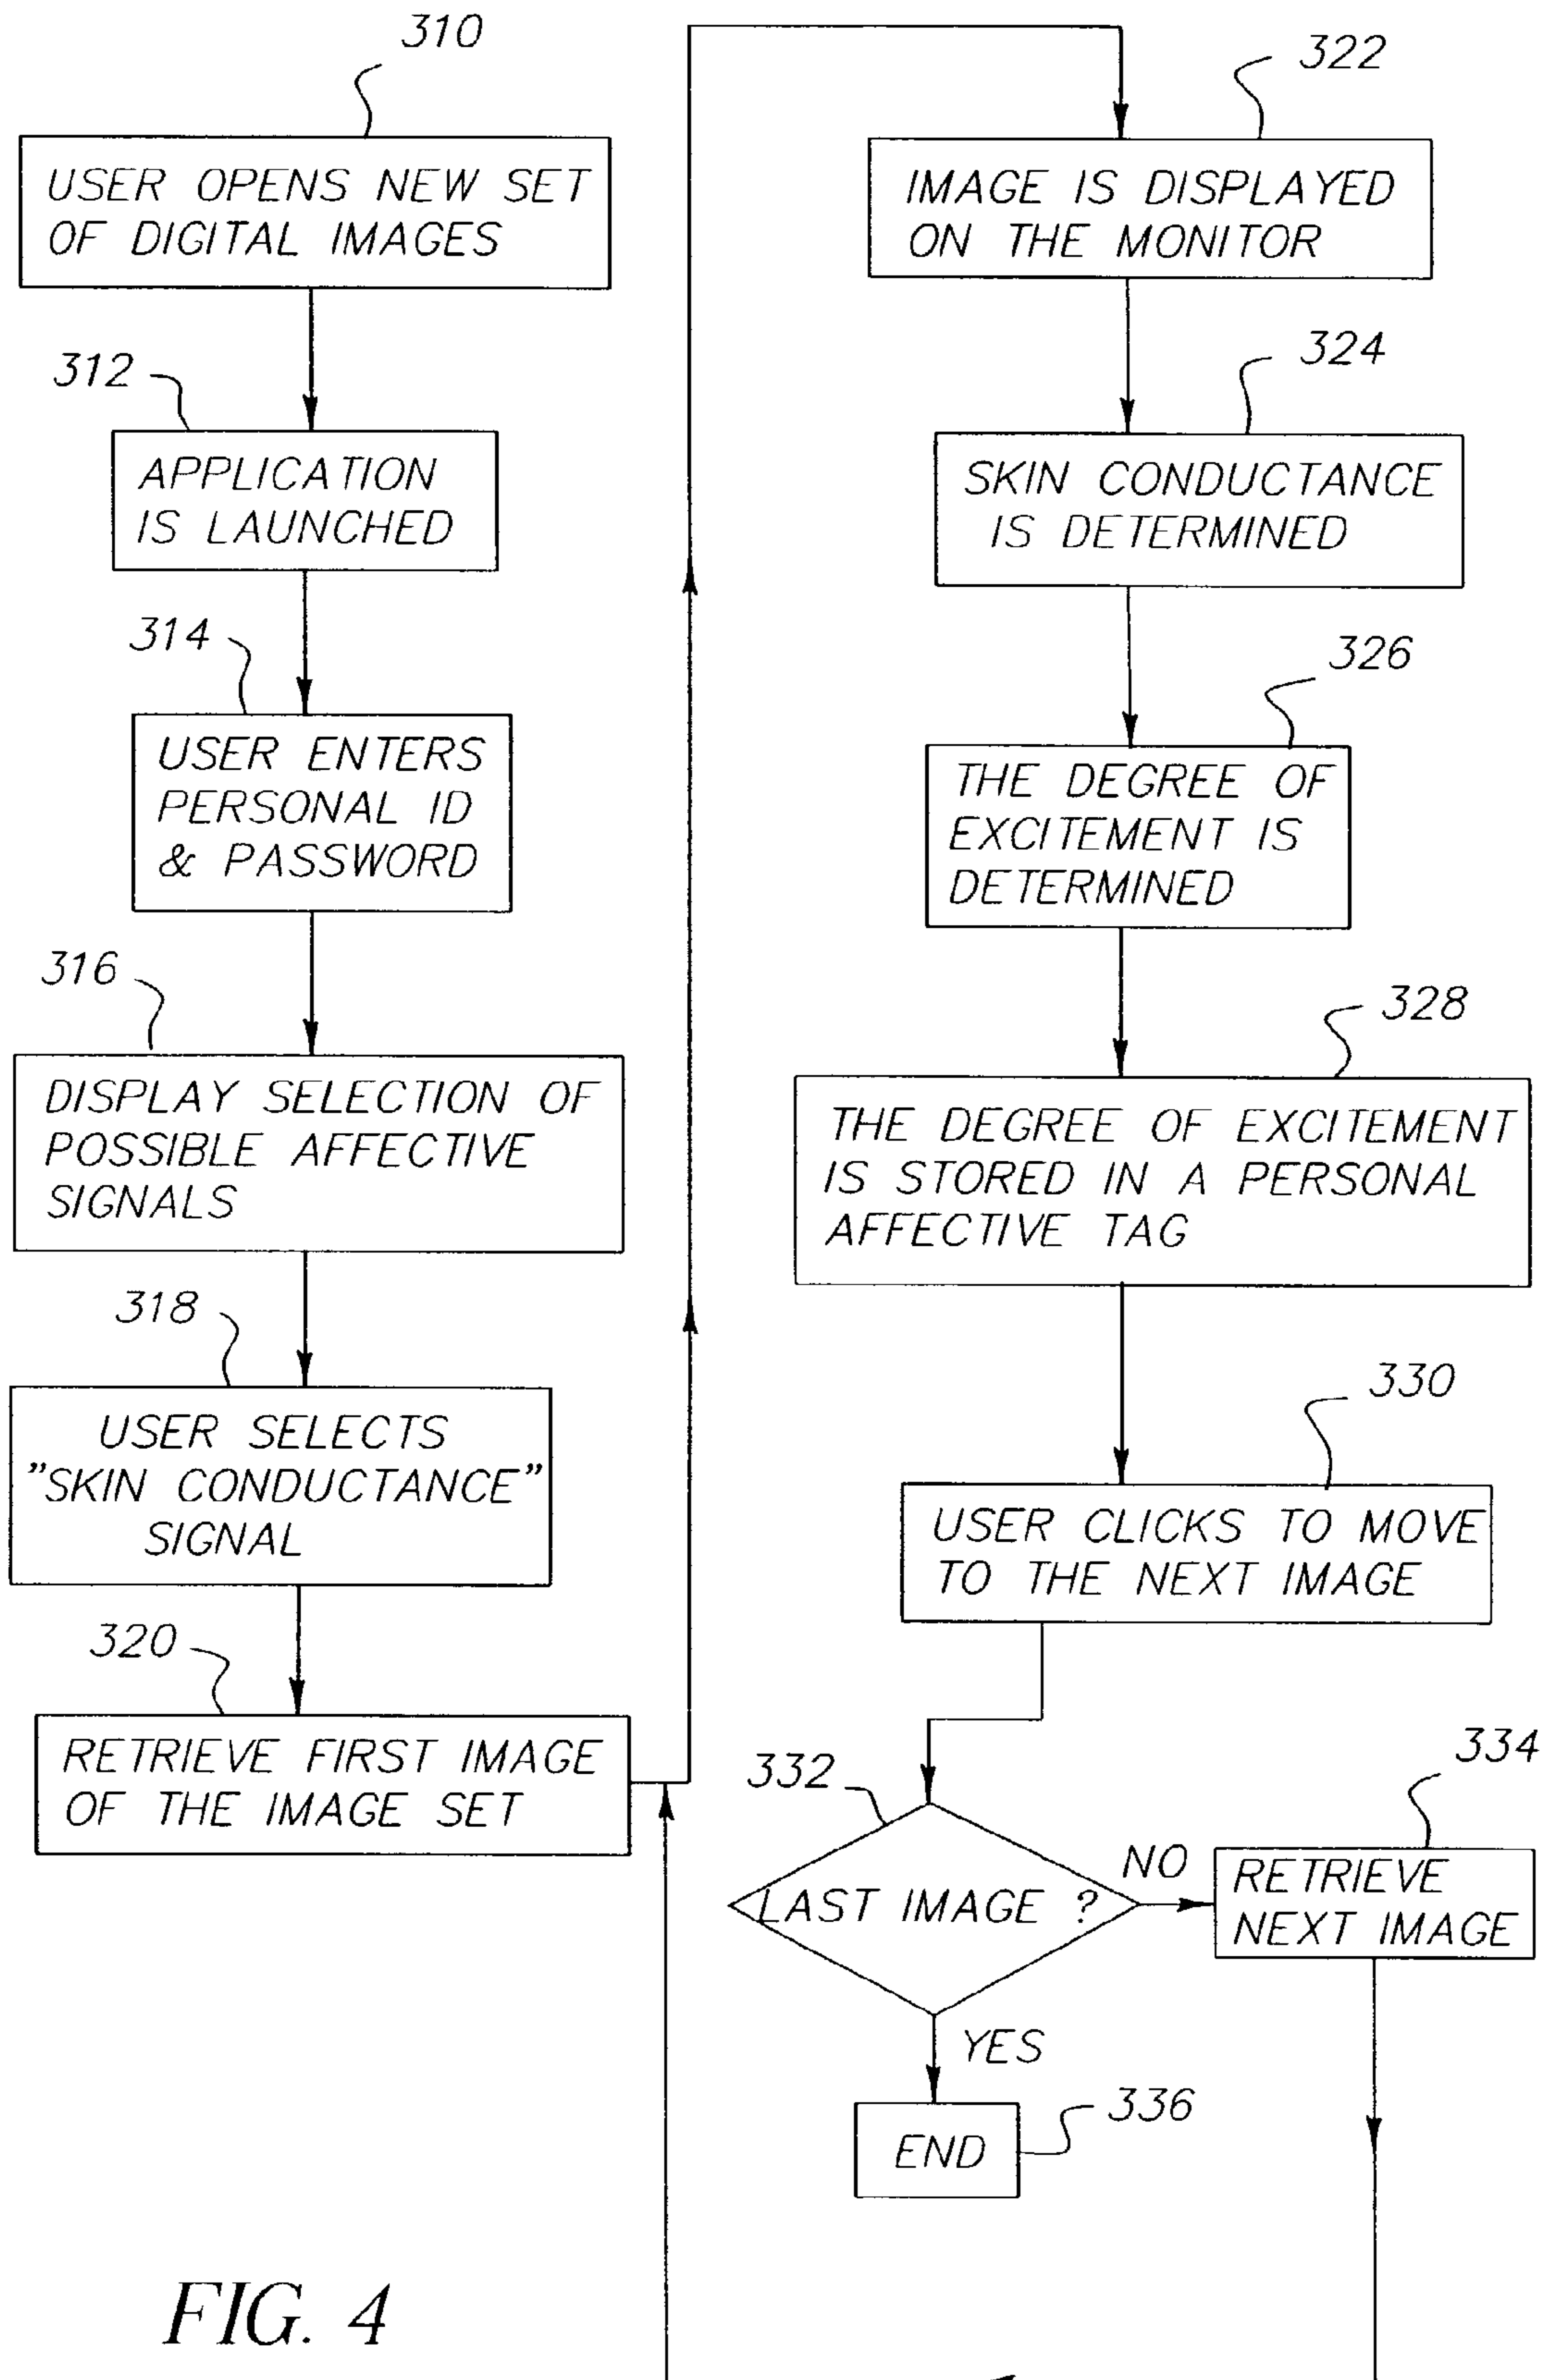 310
USER OPENS NEW SET
OF DIGITAL IMAGES
312
APPLICATION
IS LAUNCHED
314
USER ENTERS
PERSONAL ID
& PASSWORD
316
DISPLAY SELECTION OF
POSSIBLE AFFECTIVE
SIGNALS
318
USER SELECTS
"SKIN CONDUCTANCE"
SIGNAL
320
RETRIEVE FIRST IMAGE
OF THE IMAGE SET
322
IMAGE IS DISPLAYED
ON THE MONITOR
324
SKIN CONDUCTANCE
IS DETERMINED
326
THE DEGREE OF
EXCITEMENT IS
DETERMINED
328
THE DEGREE OF EXCITEMENT
IS STORED IN A PERSONAL
AFFECTIVE TAG
330
USER CLICKS TO MOVE
TO THE NEXT IMAGE
332
LAST IMAGE ?
NO
334
RETRIEVE
NEXT IMAGE
YES
336
END
FIG. 4